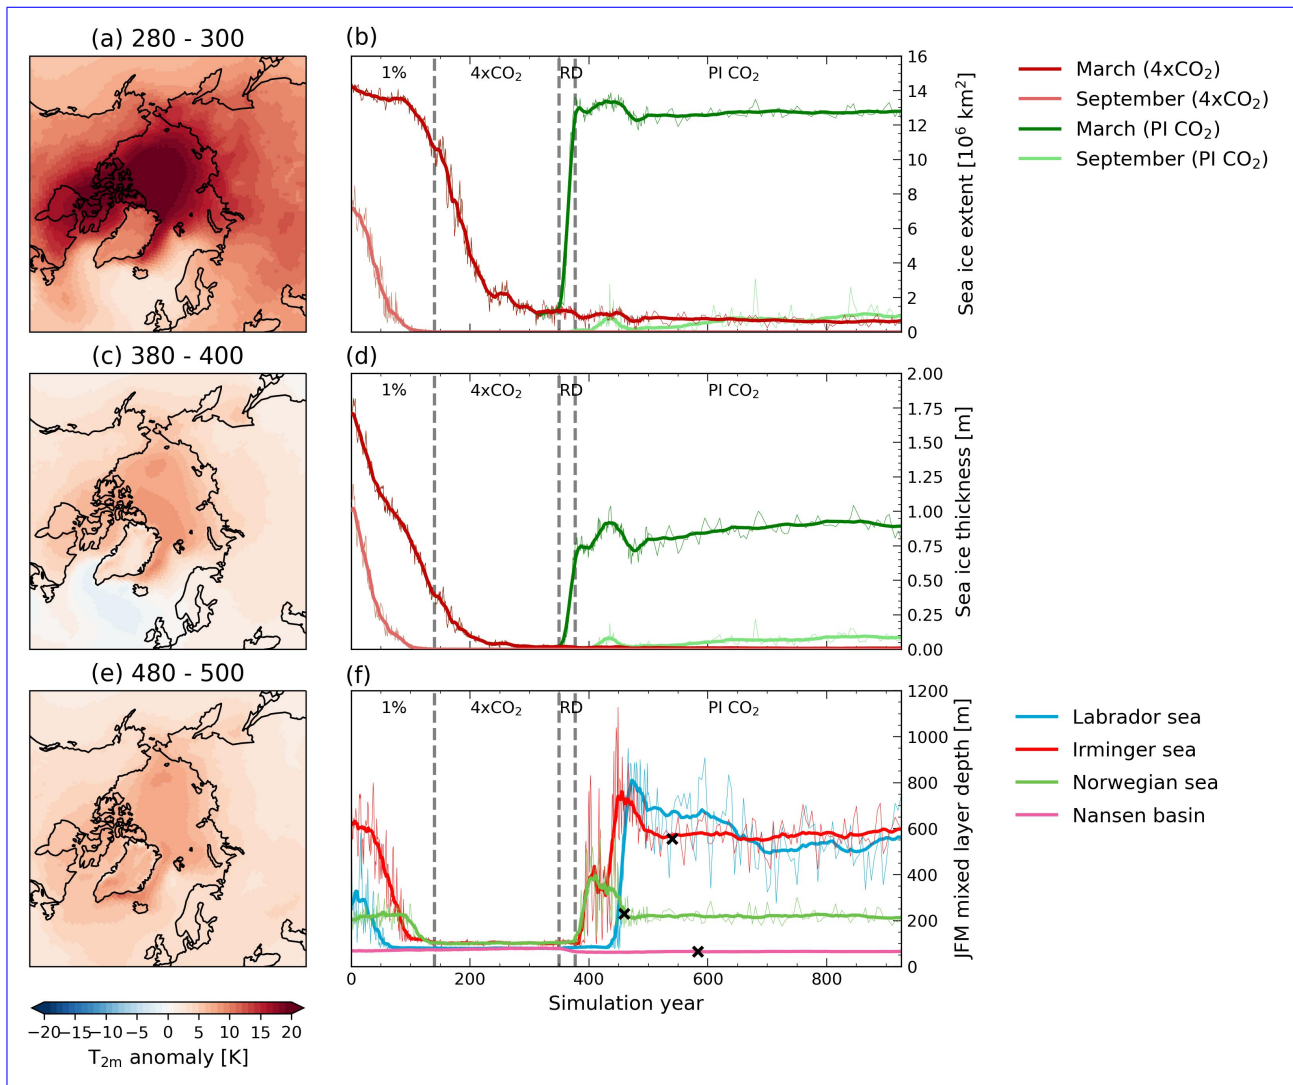 (a) 280 - 300
(b)
1% 4xCO₂ RD PI CO₂
16
14
12
10
8
6
4
2
0
Sea ice extent [10⁶ km²]
March (4xCO₂)
September (4xCO₂)
March (PI CO₂)
September (PI CO₂)
(c) 380 - 400
(d)
1% 4xCO₂ RD PI CO₂
2.00
1.75
1.50
1.25
1.00
0.75
0.50
0.25
0.00
Sea ice thickness [m]
(e) 480 - 500
(f)
1% 4xCO₂ RD PI CO₂
1200
1000
800
600
400
200
0
JFM mixed layer depth [m]
Labrador sea
Irminger sea
Norwegian sea
Nansen basin
0 200 400 600 800
Simulation year
−20 −15 −10 −5 0 5 10 15 20
T₂ₘ anomaly [K]